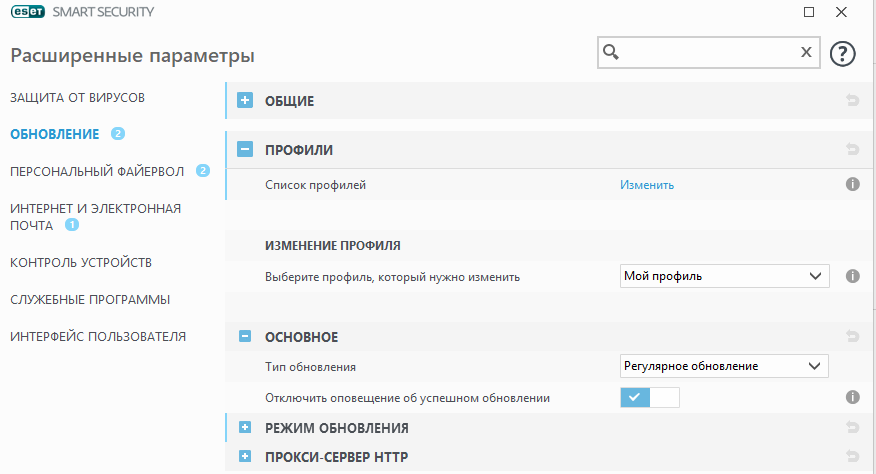 eset SMART SECURITY
Расширенные параметры
ЗАЩИТА ОТ ВИРУСОВ
ОБНОВЛЕНИЕ 2
ПЕРСОНАЛЬНЫЙ ФАЙЕРВОЛ 2
ИНТЕРНЕТ И ЭЛЕКТРОННАЯ
ПОЧТА 1
КОНТРОЛЬ УСТРОЙСТВ
СЛУЖЕБНЫЕ ПРОГРАММЫ
ИНТЕРФЕЙС ПОЛЬЗОВАТЕЛЯ
ОБЩИЕ
ПРОФИЛИ
Список профилей Изменить
ИЗМЕНЕНИЕ ПРОФИЛЯ
Выберите профиль, который нужно изменить Мой профиль
ОСНОВНОЕ
Тип обновления Регулярное обновление
Отключить оповещение об успешном обновлении
РЕЖИМ ОБНОВЛЕНИЯ
ПРОКСИ-СЕРВЕР HTTP